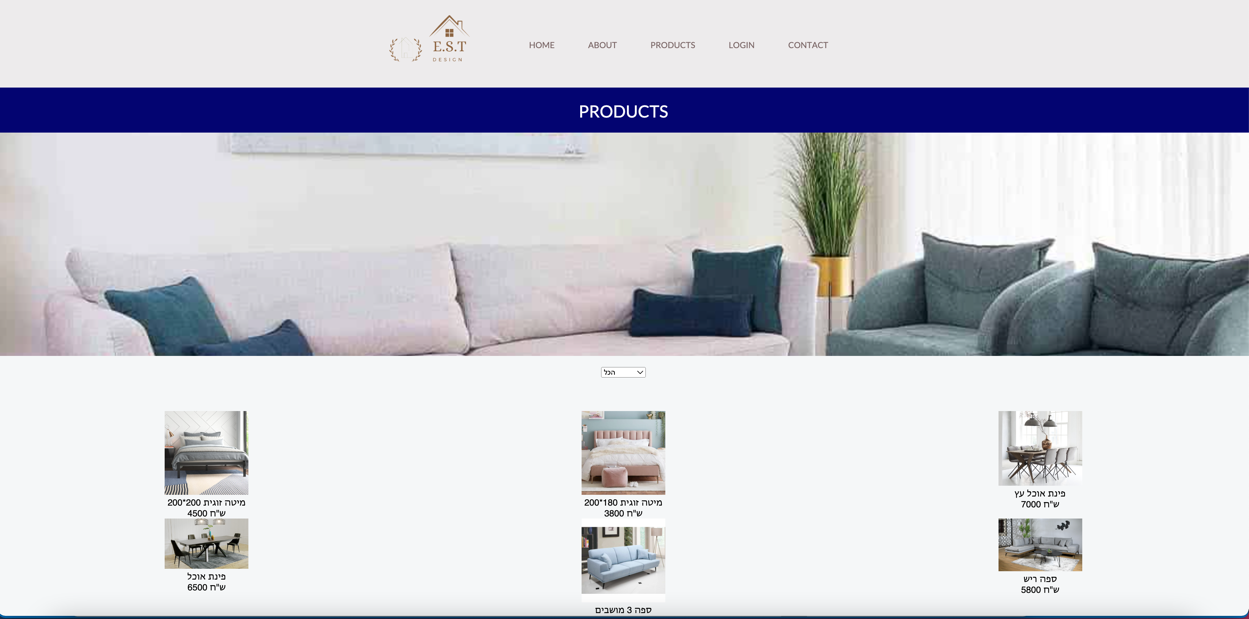 E.S.T
DESIGN
HOME
ABOUT
PRODUCTS
LOGIN
CONTACT
PRODUCTS
הכל
מיטה זוגית 200*200
4500 ש"ח
מיטה זוגית 180*200
3800 ש"ח
פינת אוכל עץ
7000 ש"ח
פינת אוכל
6500 ש"ח
ספה 3 מושבים
ספה ריש
5800 ש"ח